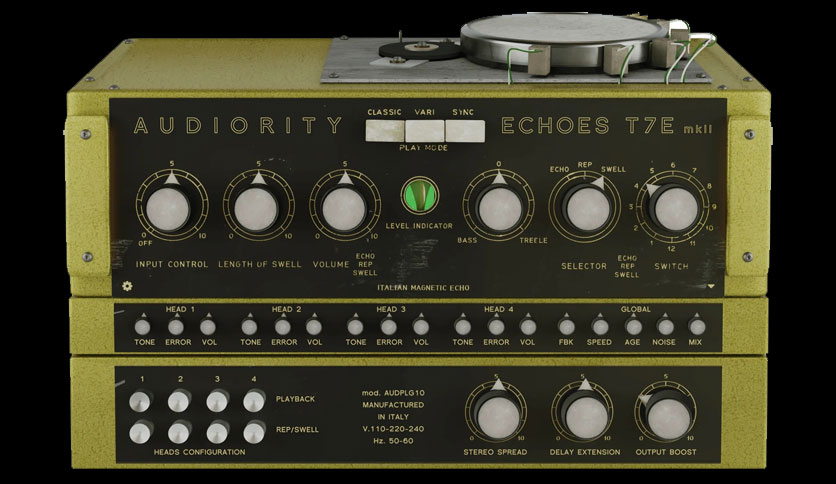 CLASSIC VARI SYNC
AUDIORITY
ECHOES T7E mkII
PLAY MODE
5 5 5 0
ECHO REP SWELL
1 2 3 4 5 6 7 8 9 10 11 12
0 10 0 10 0 10
OFF
LEVEL INDICATOR
BASS TREBLE
INPUT CONTROL LENGTH OF SWELL VOLUME
ECHO
REP
SWELL
SELECTOR
ECHO
REP
SWELL
SWITCH
ITALIAN MAGNETIC ECHO
HEAD 1 HEAD 2 HEAD 3 HEAD 4 GLOBAL
TONE ERROR VOL TONE ERROR VOL TONE ERROR VOL TONE ERROR VOL FBK SPEED AGE NOISE MIX
1 2 3 4
PLAYBACK
REP/SWELL
HEADS CONFIGURATION
mod. AUDPLG10
MANUFACTURED
IN ITALY
V.110-220-240
Hz. 50-60
5 5 5
0 10 0 10 0 10
STEREO SPREAD DELAY EXTENSION OUTPUT BOOST